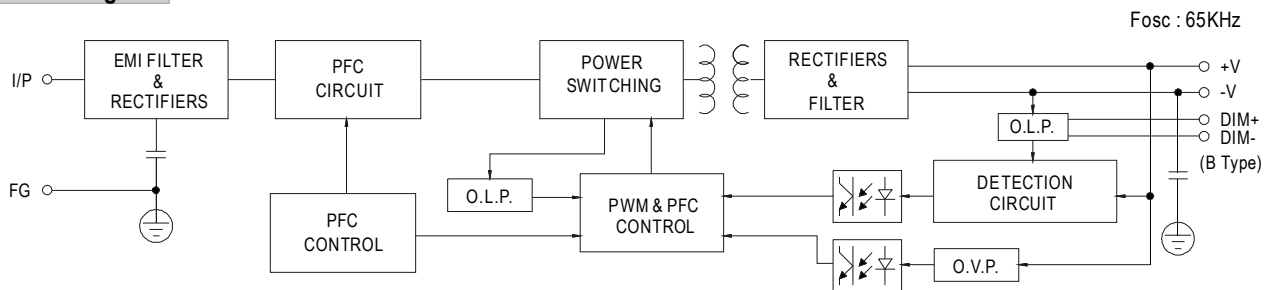 Fosc : 65KHz
I/P
EMI FILTER
&
RECTIFIERS
PFC
CIRCUIT
POWER
SWITCHING
RECTIFIERS
&
FILTER
+V
-V
DIM+
DIM-
(B Type)
O.L.P.
FG
O.L.P.
PFC
CONTROL
PWM & PFC
CONTROL
DETECTION
CIRCUIT
O.V.P.